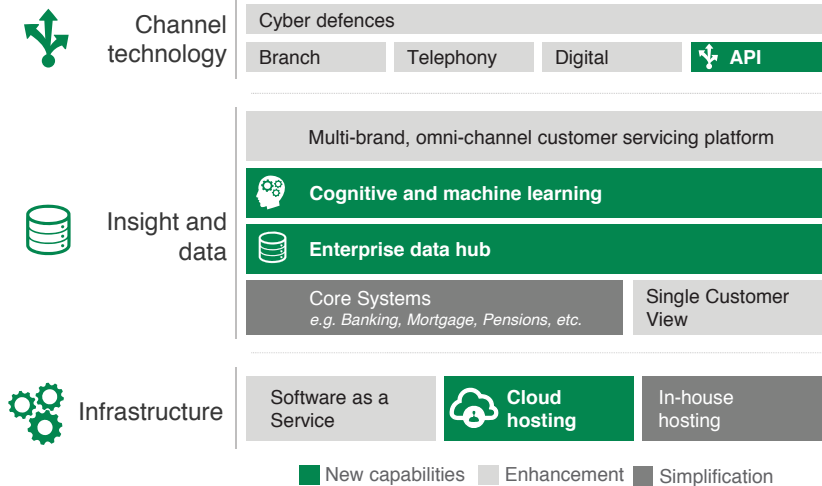 Channel
technology
Cyber defences
Branch
Telephony
Digital
API
Insight and
data
Multi-brand, omni-channel customer servicing platform
Cognitive and machine learning
Enterprise data hub
Core Systems
e.g. Banking, Mortgage, Pensions, etc.
Single Customer
View
Infrastructure
Software as a
Service
Cloud
hosting
In-house
hosting
New capabilities
Enhancement
Simplification